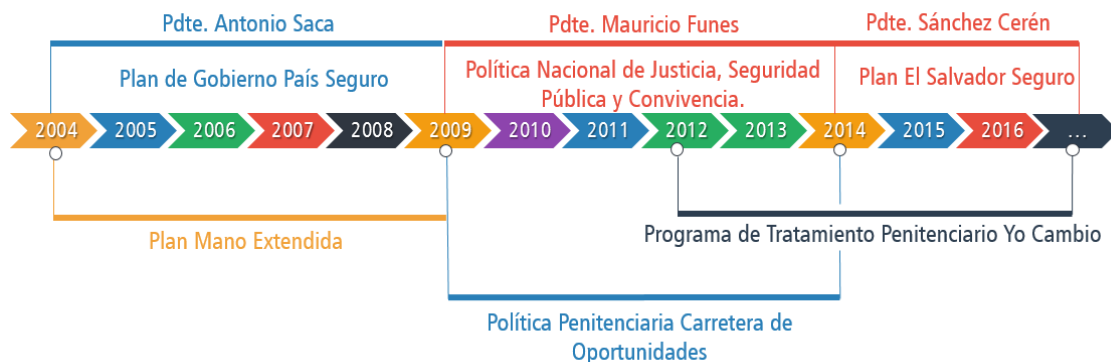 Pdte. Antonio Saca
Pdte. Mauricio Funes
Pdte. Sánchez Cerén
Plan de Gobierno País Seguro
Política Nacional de Justicia, Seguridad
Pública y Convivencia.
Plan El Salvador Seguro
2004 2005 2006 2007 2008 2009 2010 2011 2012 2013 2014 2015 2016 ...
Plan Mano Extendida
Programa de Tratamiento Penitenciario Yo Cambio
Política Penitenciaria Carretera de
Oportunidades